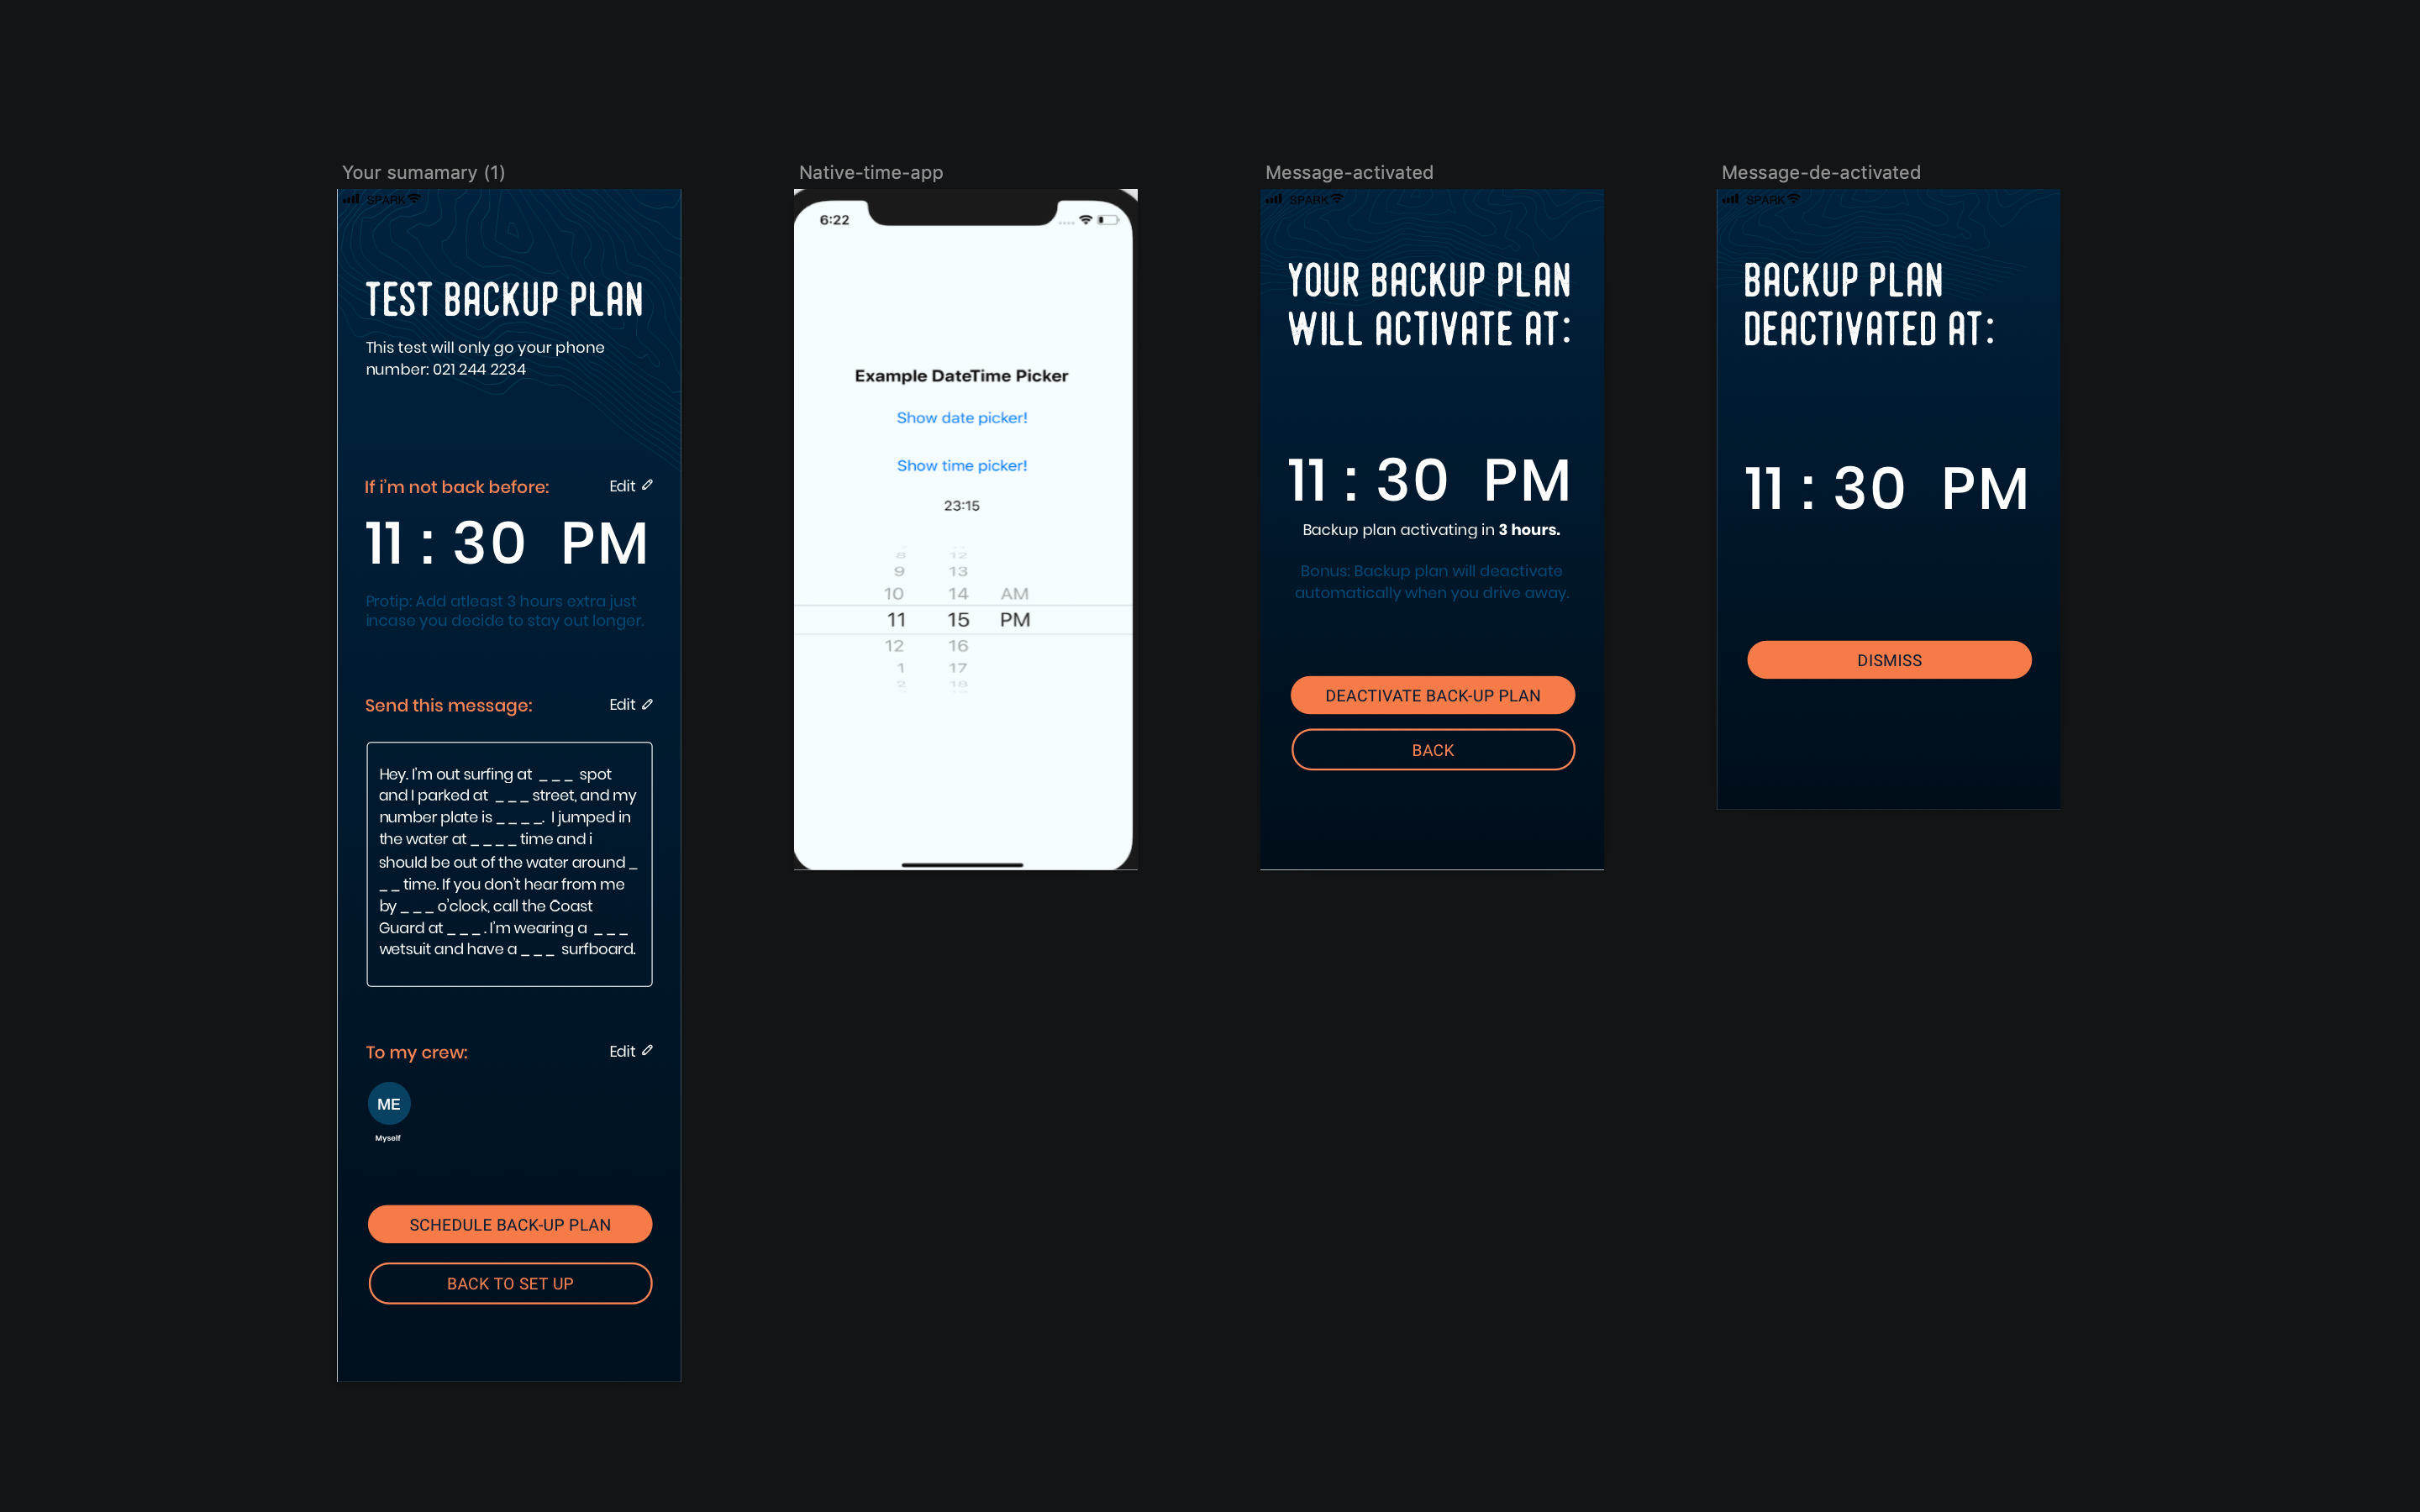 Your sumamary (1)
SPARK
TEST BACKUP PLAN
This test will only go your phone
number: 021 244 2234
If i'm not back before:
Edit
11 : 30 PM
Protip: Add atleast 3 hours extra just
incase you decide to stay out longer.
Send this message:
Edit
Hey. I'm out surfing at _ _ _ spot
and I parked at _ _ _ street, and my
number plate is _ _ _ _. I jumped in
the water at _ _ _ _ time and i
should be out of the water around _
_ _ time. If you don't hear from me
by _ _ _ o'clock, call the Coast
Guard at _ _ _ . I'm wearing a _ _ _
wetsuit and have a _ _ _ surfboard.
To my crew:
Edit
ME
Myself
SCHEDULE BACK-UP PLAN
BACK TO SET UP
Native-time-app
6:22
Example DateTime Picker
Show date picker!
Show time picker!
23:15
8 12
9 13
10 14 AM
11 15 PM
12 16
1 17
2 18
Message-activated
SPARK
YOUR BACKUP PLAN
WILL ACTIVATE AT:
11 : 30 PM
Backup plan activating in 3 hours.
Bonus: Backup plan will deactivate
automatically when you drive away.
DEACTIVATE BACK-UP PLAN
BACK
Message-de-activated
SPARK
BACKUP PLAN
DEACTIVATED AT:
11 : 30 PM
DISMISS